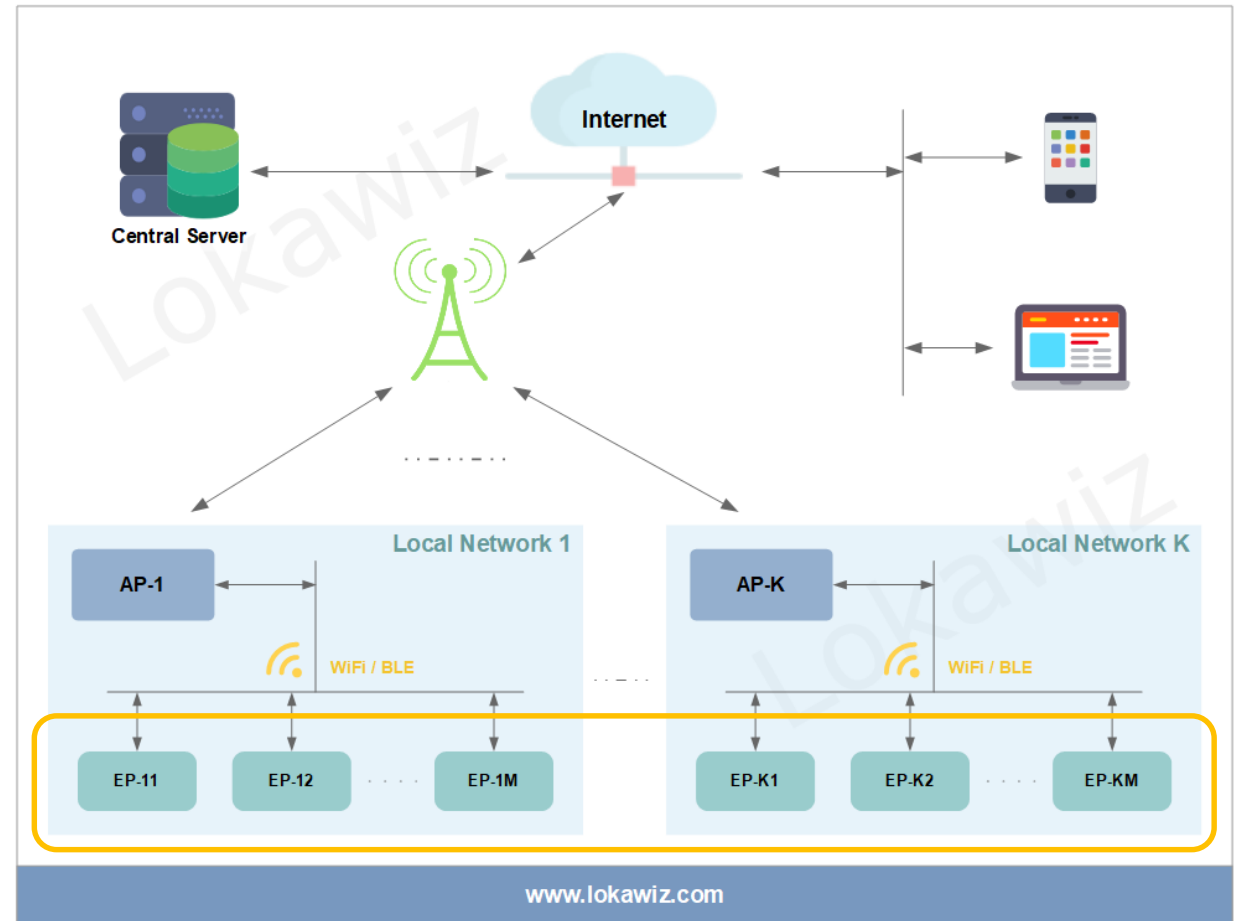 Internet
Central Server
Lokawiz
Local Network 1
Local Network K
AP-1
AP-K
Lokawiz
WiFi / BLE
WiFi / BLE
EP-11
EP-12
EP-1M
EP-K1
EP-K2
EP-KM
www.lokawiz.com